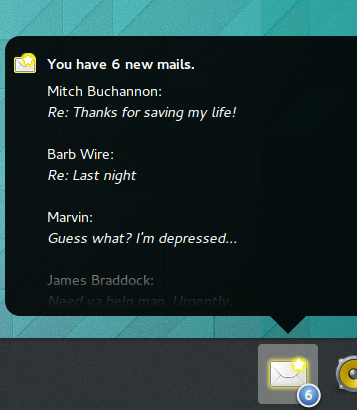 You have 6 new mails.
Mitch Buchannon:
Re: Thanks for saving my life!
Barb Wire:
Re: Last night
Marvin:
Guess what? I'm depressed...
James Braddock:
Need ya help man. Urgently.
6